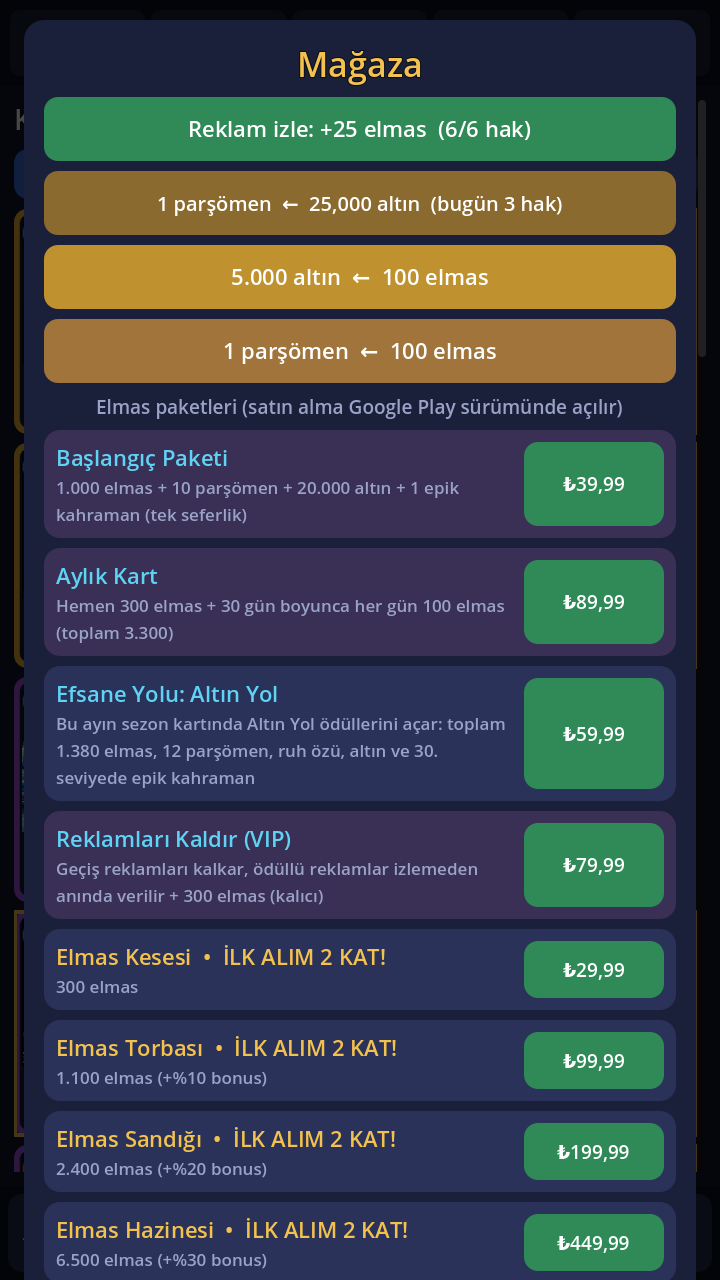 Mağaza
Reklam izle: +25 elmas (6/6 hak)
1 parşömen ← 25,000 altın (bugün 3 hak)
5.000 altın ← 100 elmas
1 parşömen ← 100 elmas
Elmas paketleri (satın alma Google Play sürümünde açılır)
Başlangıç Paketi
1.000 elmas + 10 parşömen + 20.000 altın + 1 epik
kahraman (tek seferlik)
₺39,99
Aylık Kart
Hemen 300 elmas + 30 gün boyunca her gün 100 elmas
(toplam 3.300)
₺89,99
Efsane Yolu: Altın Yol
Bu ayın sezon kartında Altın Yol ödüllerini açar: toplam
1.380 elmas, 12 parşömen, ruh özü, altın ve 30.
seviyede epik kahraman
₺59,99
Reklamları Kaldır (VIP)
Geçiş reklamları kalkar, ödüllü reklamlar izlemeden
anında verilir + 300 elmas (kalıcı)
₺79,99
Elmas Kesesi • İLK ALIM 2 KAT!
300 elmas
₺29,99
Elmas Torbası • İLK ALIM 2 KAT!
1.100 elmas (+%10 bonus)
₺99,99
Elmas Sandığı • İLK ALIM 2 KAT!
2.400 elmas (+%20 bonus)
₺199,99
Elmas Hazinesi • İLK ALIM 2 KAT!
6.500 elmas (+%30 bonus)
₺449,99